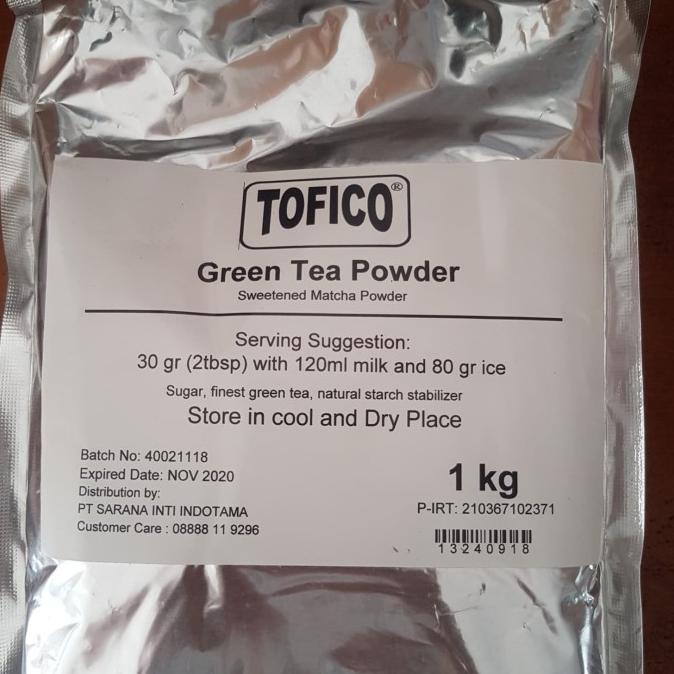 TOFICO®
Green Tea Powder
Sweetened Matcha Powder
Serving Suggestion:
30 gr (2tbsp) with 120ml milk and 80 gr ice
Sugar, finest green tea, natural starch stabilizer
Store in cool and Dry Place
Batch No: 40021118
Expired Date: NOV 2020
Distribution by:
PT SARANA INTI INDOTAMA
Customer Care : 08888 11 9296
1 kg
P-IRT: 210367102371
13240918